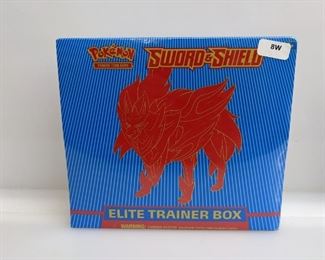 POKéMON
TRADING CARD GAME
SWORD & SHIELD
8W
ELITE TRAINER BOX
WARNING: